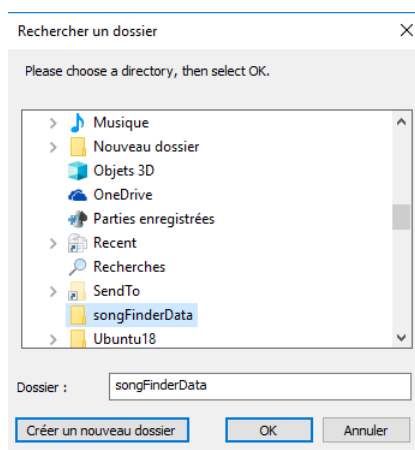 Rechercher un dossier
Please choose a directory, then select OK.
Musique
Nouveau dossier
Objets 3D
OneDrive
Parties enregistrées
Recent
Recherches
SendTo
songFinderData
Ubuntu18
Dossier : songFinderData
Créer un nouveau dossier OK Annuler